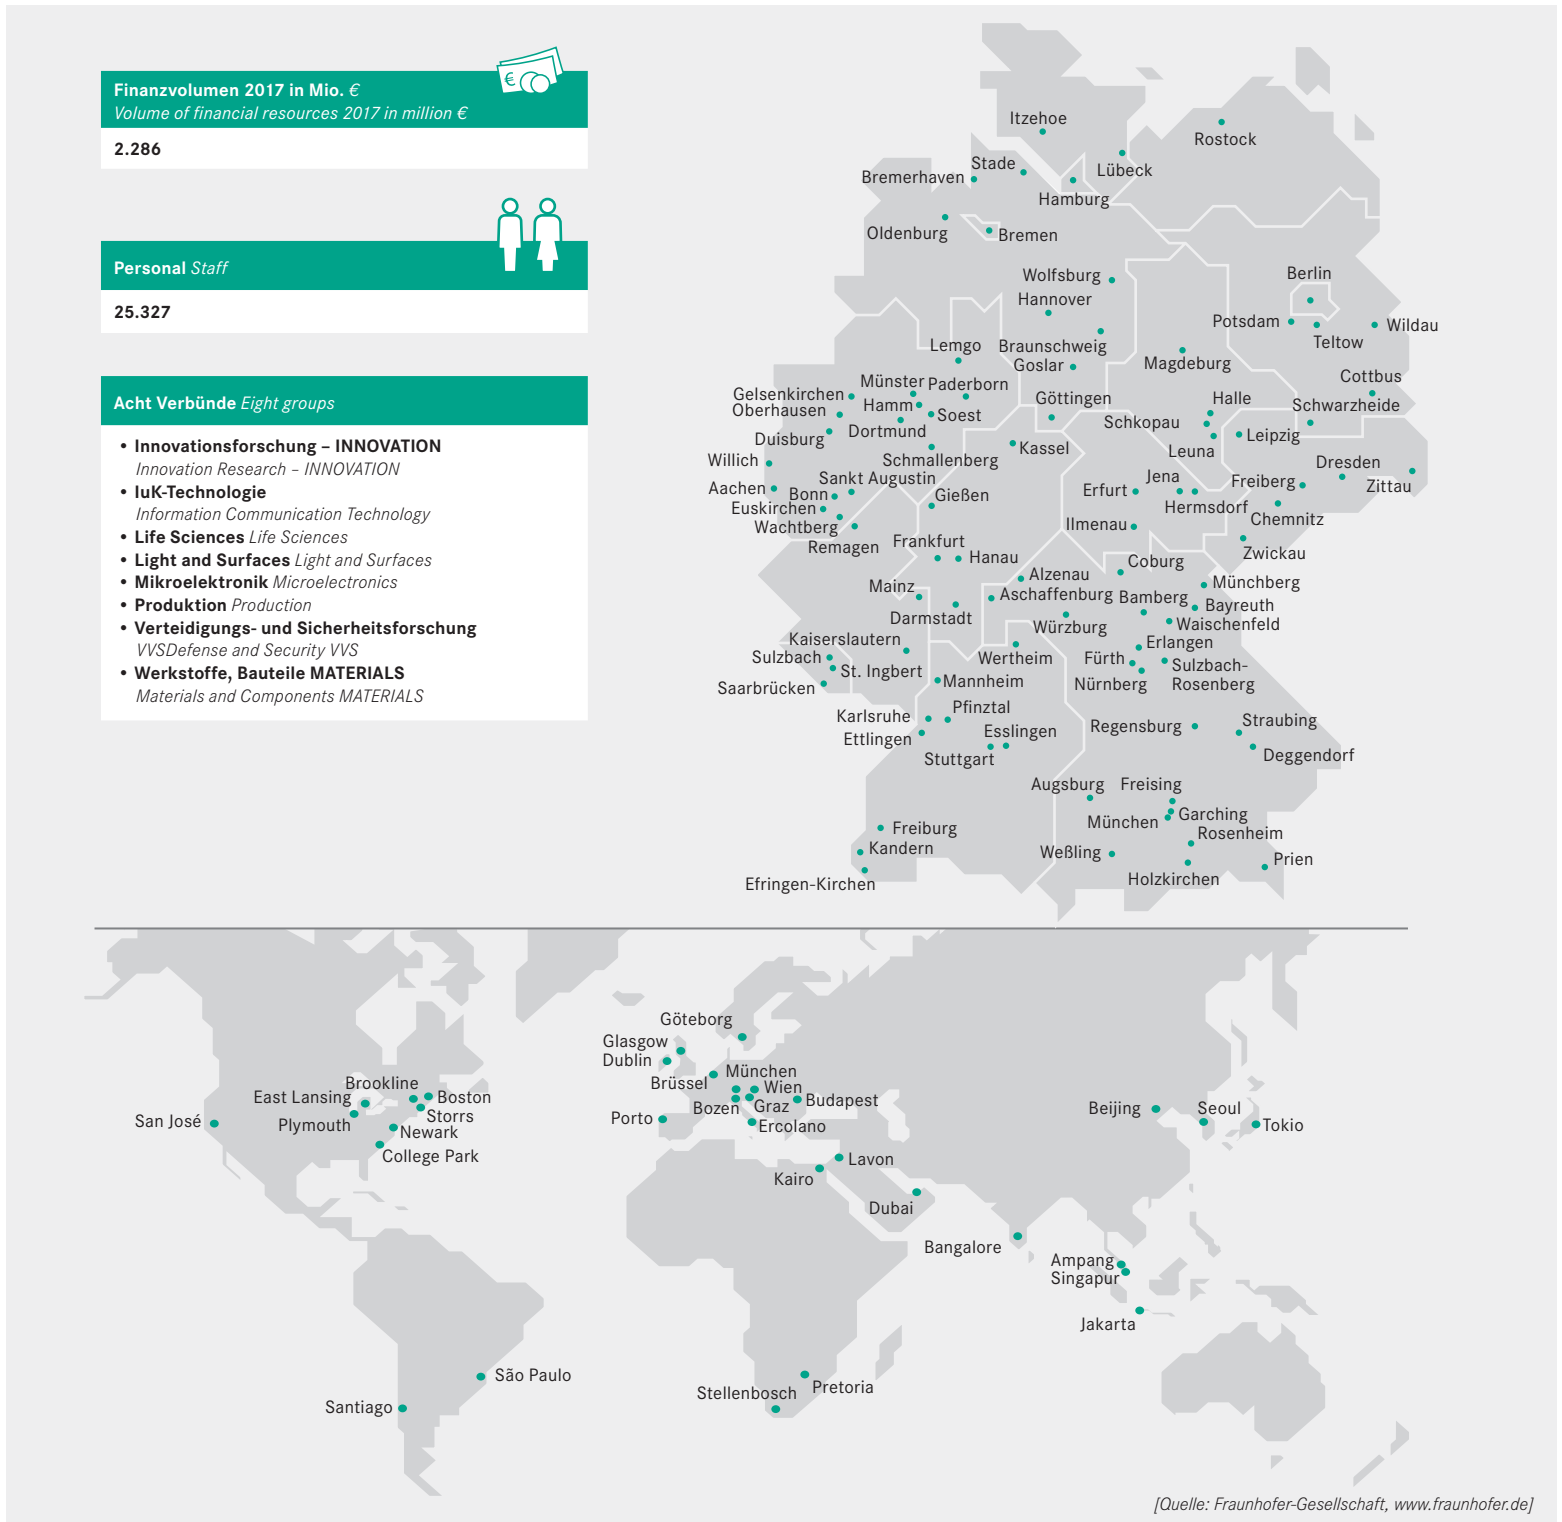 Finanzvolumen 2017 in Mio. €
Volume of financial resources 2017 in million €
2.286
Personal Staff
25.327
Acht Verbünde Eight groups
• Innovationsforschung – INNOVATION
Innovation Research – INNOVATION
• IuK-Technologie
Information Communication Technology
• Life Sciences Life Sciences
• Light and Surfaces Light and Surfaces
• Mikroelektronik Microelectronics
• Produktion Production
• Verteidigungs- und Sicherheitsforschung
VVSDefense and Security VVS
• Werkstoffe, Bauteile MATERIALS
Materials and Components MATERIALS
Itzehoe
Rostock
Stade
Lübeck
Bremerhaven
Hamburg
Oldenburg
Bremen
Wolfsburg
Berlin
Hannover
Potsdam
Wildau
Teltow
Lemgo
Braunschweig
Magdeburg
Goslar
Cottbus
Münster
Paderborn
Gelsenkirchen
Hamm
Göttingen
Halle
Schwarzheide
Oberhausen
Soest
Schkopau
Duisburg
Dortmund
Leipzig
Kassel
Leuna
Willich
Schmallenberg
Dresden
Sankt Augustin
Jena
Freiberg
Zittau
Aachen
Bonn
Gießen
Erfurt
Euskirchen
Hermsdorf
Chemnitz
Wachtberg
Ilmenau
Remagen
Frankfurt
Zwickau
Hanau
Coburg
Alzenau
Münchberg
Mainz
Aschaffenburg
Bamberg
Bayreuth
Darmstadt
Würzburg
Waischenfeld
Kaiserslautern
Erlangen
Sulzbach
Wertheim
Fürth
Sulzbach-
Rosenberg
St. Ingbert
Saarbrücken
Mannheim
Nürnberg
Pfinztal
Karlsruhe
Regensburg
Straubing
Ettlingen
Esslingen
Stuttgart
Deggendorf
Augsburg
Freising
Garching
München
Freiburg
Rosenheim
Kandern
Weßling
Prien
Efringen-Kirchen
Holzkirchen
Göteborg
Glasgow
Dublin
München
Brüssel
Wien
Brookline
East Lansing
Boston
Bozen
Graz
Budapest
Storrs
San José
Plymouth
Porto
Ercolano
Beijing
Seoul
Tokio
Newark
College Park
Lavon
Kairo
Dubai
Bangalore
Ampang
Singapur
Jakarta
São Paulo
Pretoria
Stellenbosch
Santiago
[Quelle: Fraunhofer-Gesellschaft, www.fraunhofer.de]